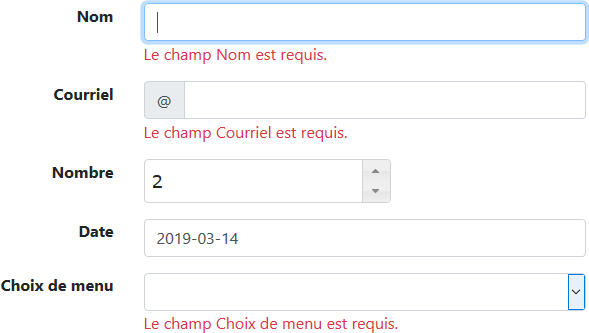 Nom
Le champ Nom est requis.
Courriel @
Le champ Courriel est requis.
Nombre 2
Date 2019-03-14
Choix de menu
Le champ Choix de menu est requis.